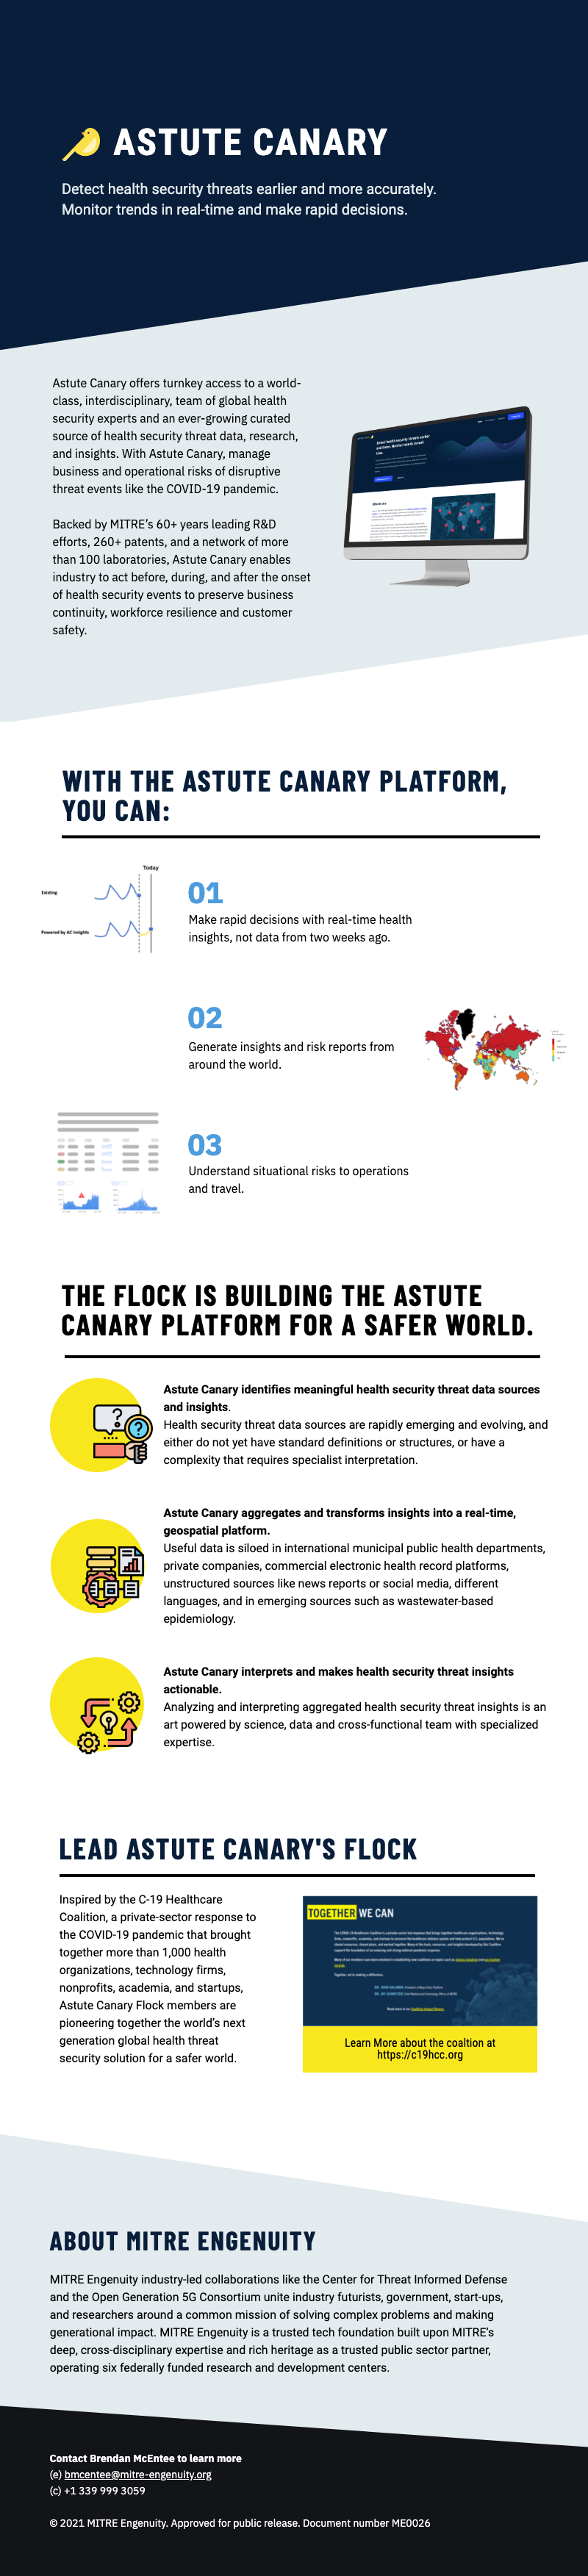 ASTUTE CANARY
Detect health security threats earlier and more accurately.
Monitor trends in real-time and make rapid decisions.
Astute Canary offers turnkey access to a world-
class, interdisciplinary, team of global health
security experts and an ever-growing curated
source of health security threat data, research,
and insights. With Astute Canary, manage
business and operational risks of disruptive
threat events like the COVID-19 pandemic.
Backed by MITRE’s 60+ years leading R&D
efforts, 260+ patents, and a network of more
than 100 laboratories, Astute Canary enables
industry to act before, during, and after the onset
of health security events to preserve business
continuity, workforce resilience and customer
safety.
WITH THE ASTUTE CANARY PLATFORM,
YOU CAN:
Today
Existing
Powered by AC Insights
01
Make rapid decisions with real-time health
insights, not data from two weeks ago.
02
Generate insights and risk reports from
around the world.
03
Understand situational risks to operations
and travel.
THE FLOCK IS BUILDING THE ASTUTE
CANARY PLATFORM FOR A SAFER WORLD.
Astute Canary identifies meaningful health security threat data sources
and insights.
Health security threat data sources are rapidly emerging and evolving, and
either do not yet have standard definitions or structures, or have a
complexity that requires specialist interpretation.
Astute Canary aggregates and transforms insights into a real-time,
geospatial platform.
Useful data is siloed in international municipal public health departments,
private companies, commercial electronic health record platforms,
unstructured sources like news reports or social media, different
languages, and in emerging sources such as wastewater-based
epidemiology.
Astute Canary interprets and makes health security threat insights
actionable.
Analyzing and interpreting aggregated health security threat insights is an
art powered by science, data and cross-functional team with specialized
expertise.
LEAD ASTUTE CANARY'S FLOCK
Inspired by the C-19 Healthcare
Coalition, a private-sector response to
the COVID-19 pandemic that brought
together more than 1,000 health
organizations, technology firms,
nonprofits, academia, and startups,
Astute Canary Flock members are
pioneering together the world’s next
generation global health threat
security solution for a safer world.
TOGETHER WE CAN
Together, we're making a difference.
Learn More about the coaltion at
https://c19hcc.org
ABOUT MITRE ENGENUITY
MITRE Engenuity industry-led collaborations like the Center for Threat Informed Defense
and the Open Generation 5G Consortium unite industry futurists, government, start-ups,
and researchers around a common mission of solving complex problems and making
generational impact. MITRE Engenuity is a trusted tech foundation built upon MITRE’s
deep, cross-disciplinary expertise and rich heritage as a trusted public sector partner,
operating six federally funded research and development centers.
Contact Brendan McEntee to learn more
(e) bmcentee@mitre-engenuity.org
(c) +1 339 999 3059
© 2021 MITRE Engenuity. Approved for public release. Document number ME0026